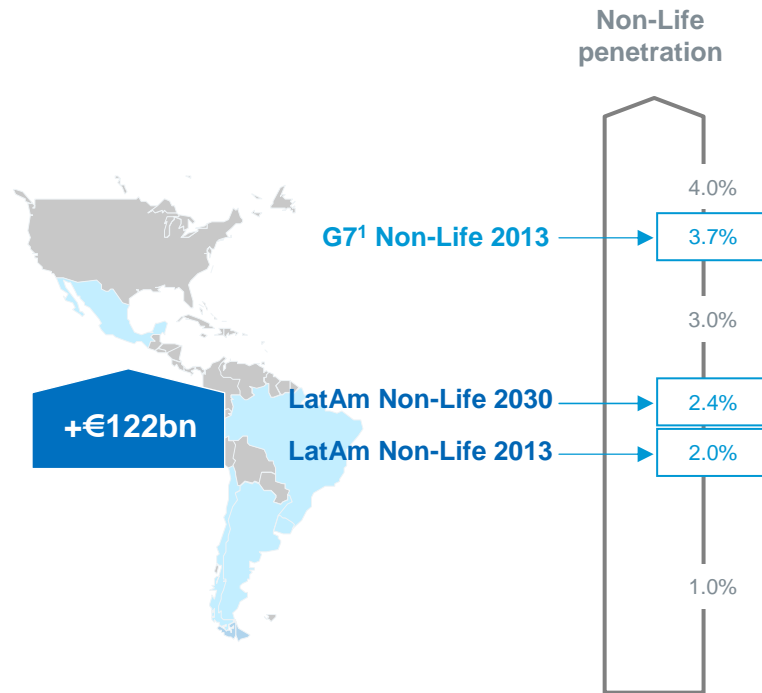 Non-Life
penetration
4.0%
G7¹ Non-Life 2013
3.7%
3.0%
LatAm Non-Life 2030
2.4%
+€122bn
LatAm Non-Life 2013
2.0%
1.0%